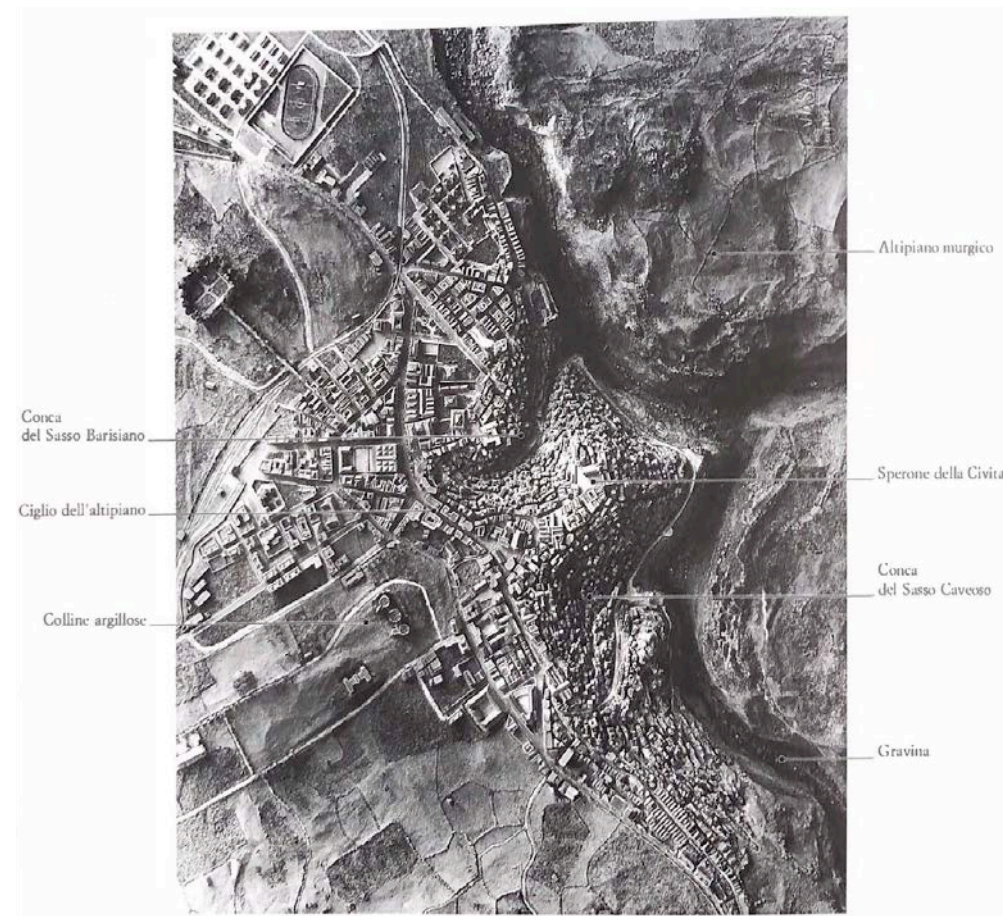 Altipiano murgico
Conca
del Sasso Barisiano
Sperone della Civita
Ciglio dell'altipiano
Conca
del Sasso Caveoso
Colline argillose
Gravina